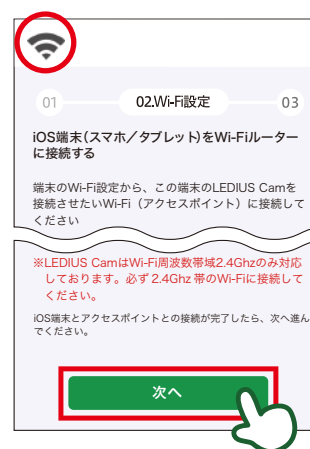 01 02.Wi-Fi設定 03
iOS端末(スマホ/タブレット)をWi-Fiルーター
に接続する
端末のWi-Fi設定から、この端末のLEDIUS Camを
接続させたいWi-Fi（アクセスポイント）に接続して
ください
※LEDIUS CamはWi-Fi周波数帯域2.4Ghzのみ対応
しております。必ず 2.4Ghz 帯のWi-Fiに接続して
ください。
iOS端末とアクセスポイントとの接続が完了したら、次へ進ん
でください。
次へ